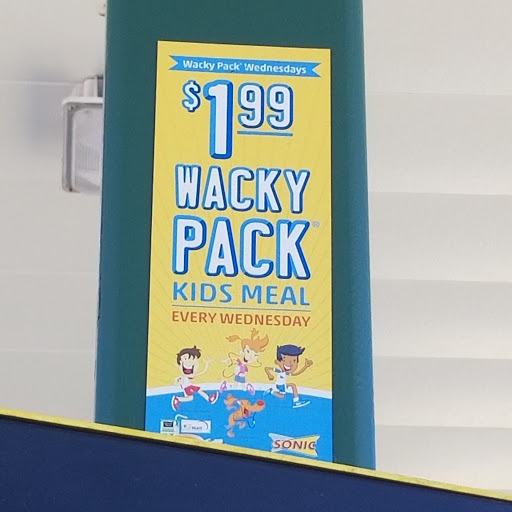 Wacky Pack® Wednesdays
$1.99
WACKY
PACK®
KIDS MEAL
EVERY WEDNESDAY
SONIC